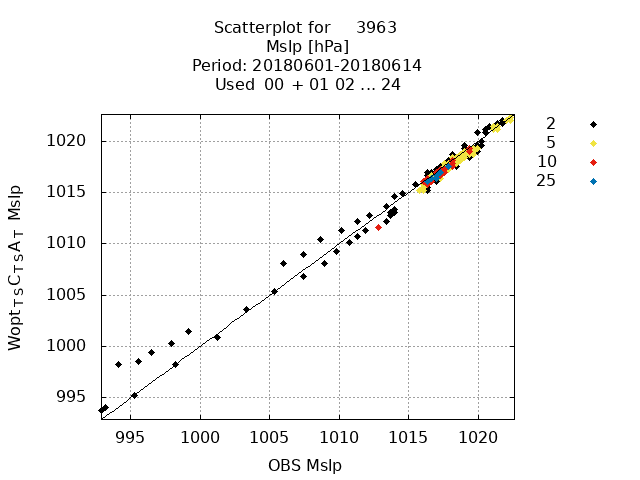 Scatterplot for 3963
Mslp [hPa]
Period: 20180601-20180614
Used 00 + 01 02 ... 24
2
5
10
25
1020
1015
1010
1005
1000
995
Wopt T S C T S A T Mslp
995 1000 1005 1010 1015 1020
OBS Mslp